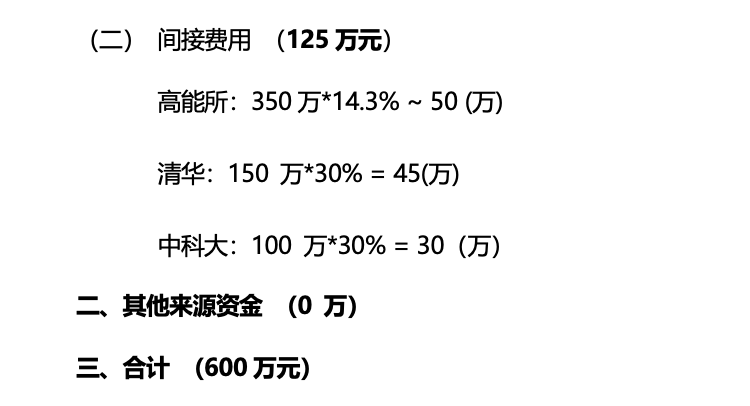 （二） 间接费用 （125 万元）
高能所：350 万*14.3% ~ 50 (万)
清华：150 万*30% = 45(万)
中科大：100 万*30% = 30（万）
二、其他来源资金 （0 万）
三、合计 （600 万元）